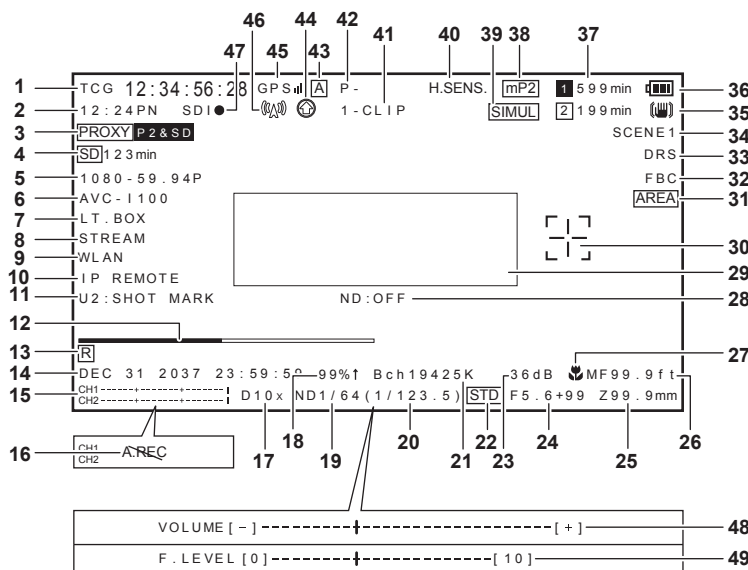 46 44 42 40 39 38 37
47 45 43 41
1 TCG 12:34:56:28 GPS A P- H.SENS. mP2 1 599min 36
2 12:24PN SDI● 1-CLIP SIMUL 2 199min 35
3 PROXY P2&SD SCENE1 34
4 SD 123min DRS 33
5 1080-59.94P FBC 32
6 AVC-I100 AREA 31
7 LT.BOX
8 STREAM 30
9 WLAN
10 IP REMOTE 29
11 U2:SHOT MARK ND:OFF 28
12
13 R 27
14 DEC 31 2037 23:59:59 99%↑ Bch19425K 36dB MF99.9ft
15 CH1 CH2 D10x ND1/64(1/123.5) STD F5.6+99 Z99.9mm
16 CH1 CH2 A.REC 17 18 19 20 21 22 23 24 25 26
VOLUME[-] [+] 48
F.LEVEL[0] [10] 49